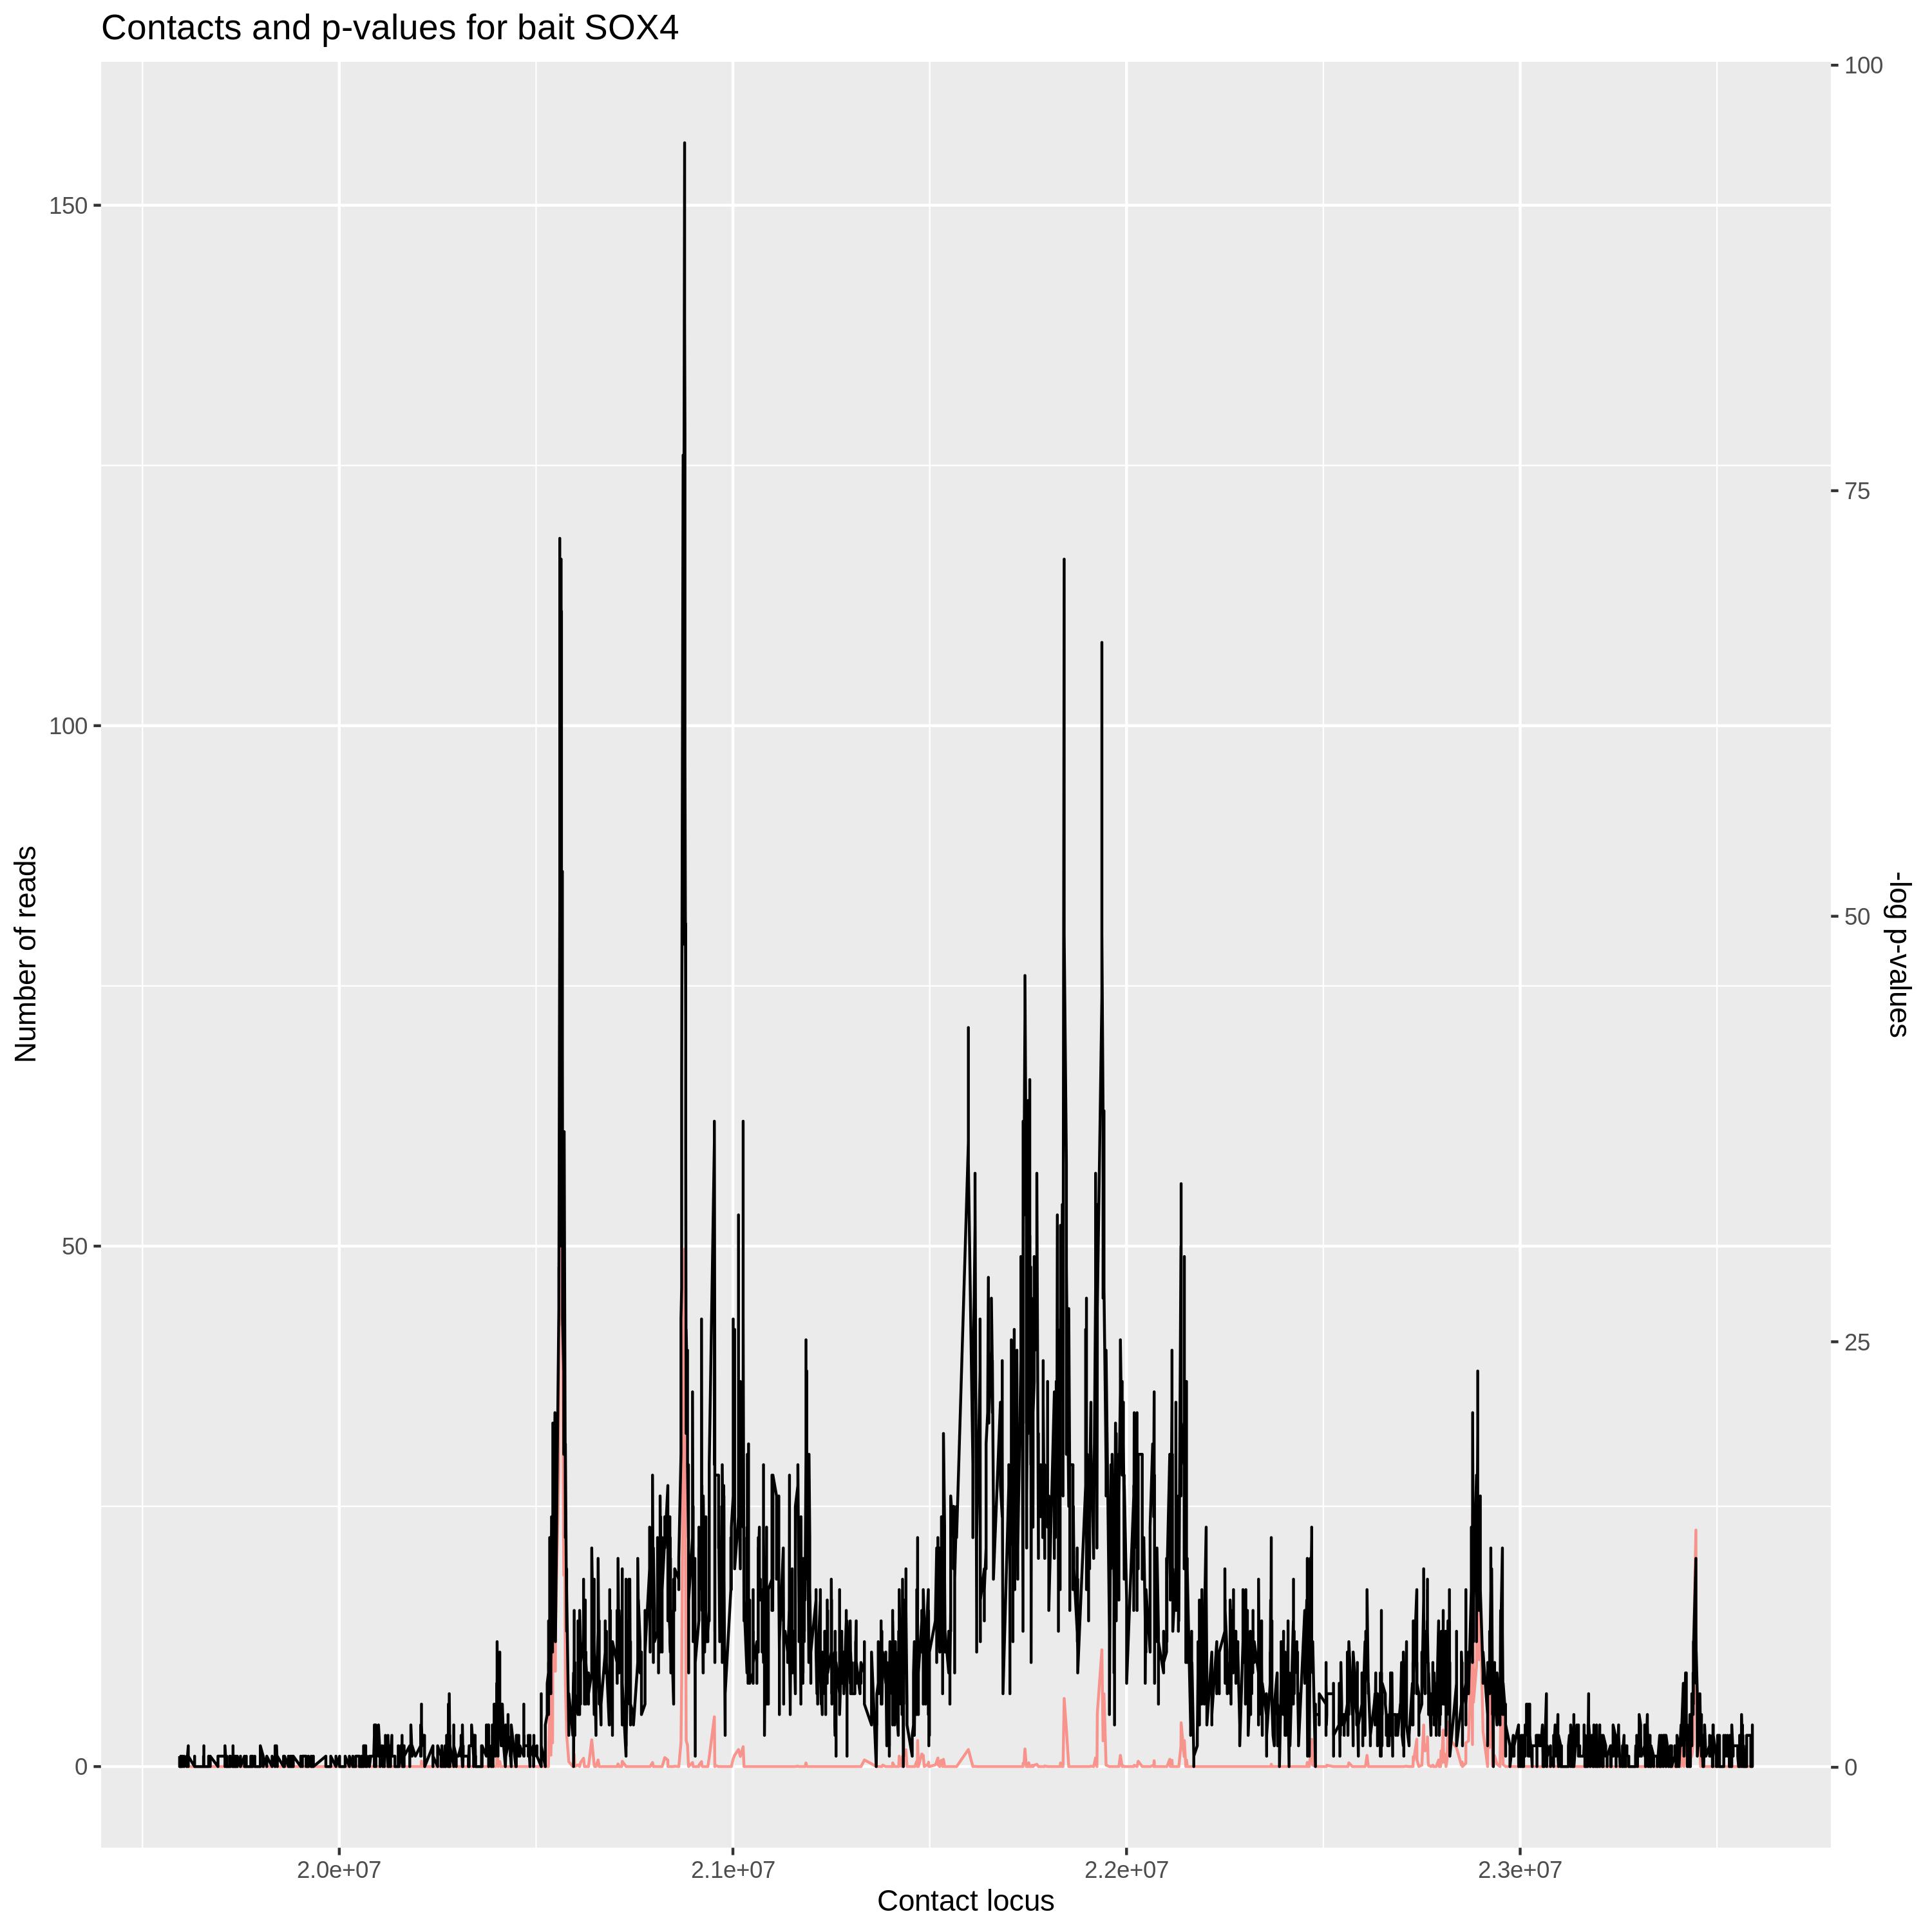 Contacts and p-values for bait SOX4
100
150
75
100
50
50
25
0
0
Number of reads
-log p-values
2.0e+07
2.1e+07
2.2e+07
2.3e+07
Contact locus